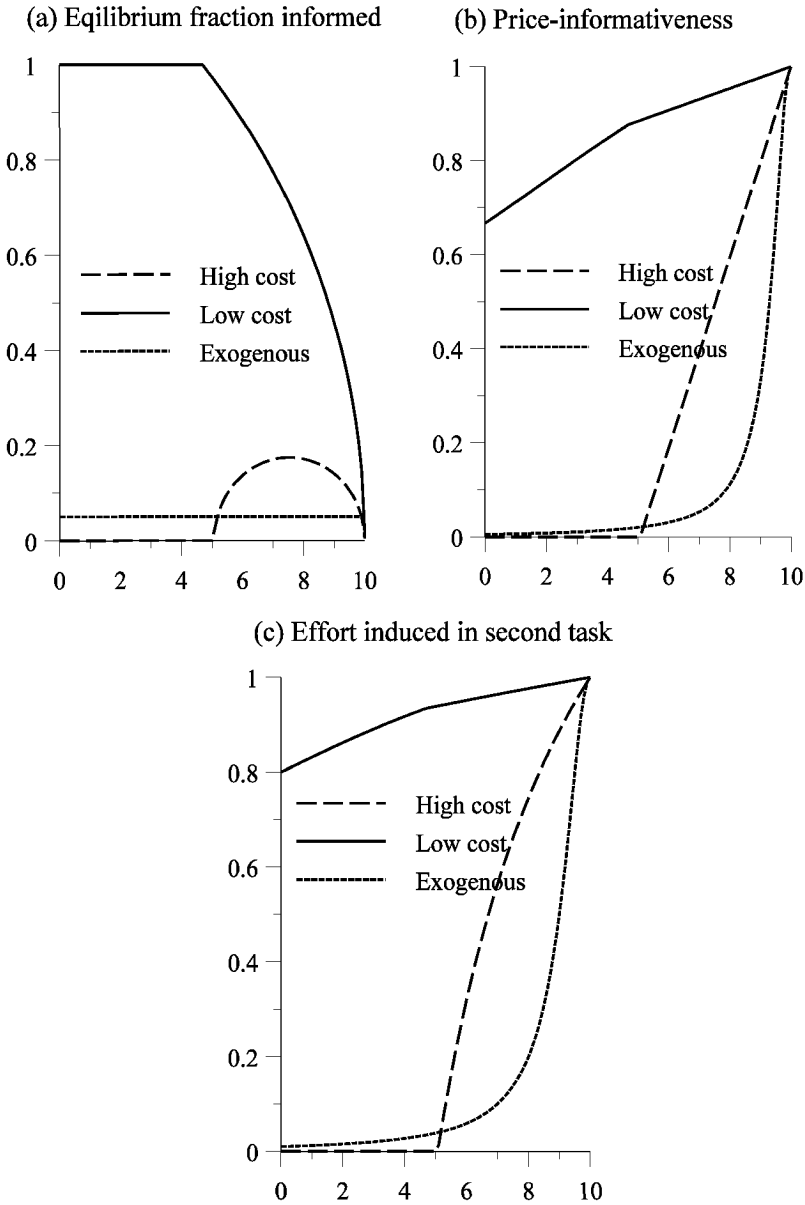 (a) Eqilibrium fraction informed
1
0.8
0.6
0.4
0.2
0
High cost
Low cost
Exogenous
0 2 4 6 8 10
(b) Price-informativeness
1
0.8
0.6
0.4
0.2
0
High cost
Low cost
Exogenous
0 2 4 6 8 10
(c) Effort induced in second task
1
0.8
0.6
0.4
0.2
0
High cost
Low cost
Exogenous
0 2 4 6 8 10